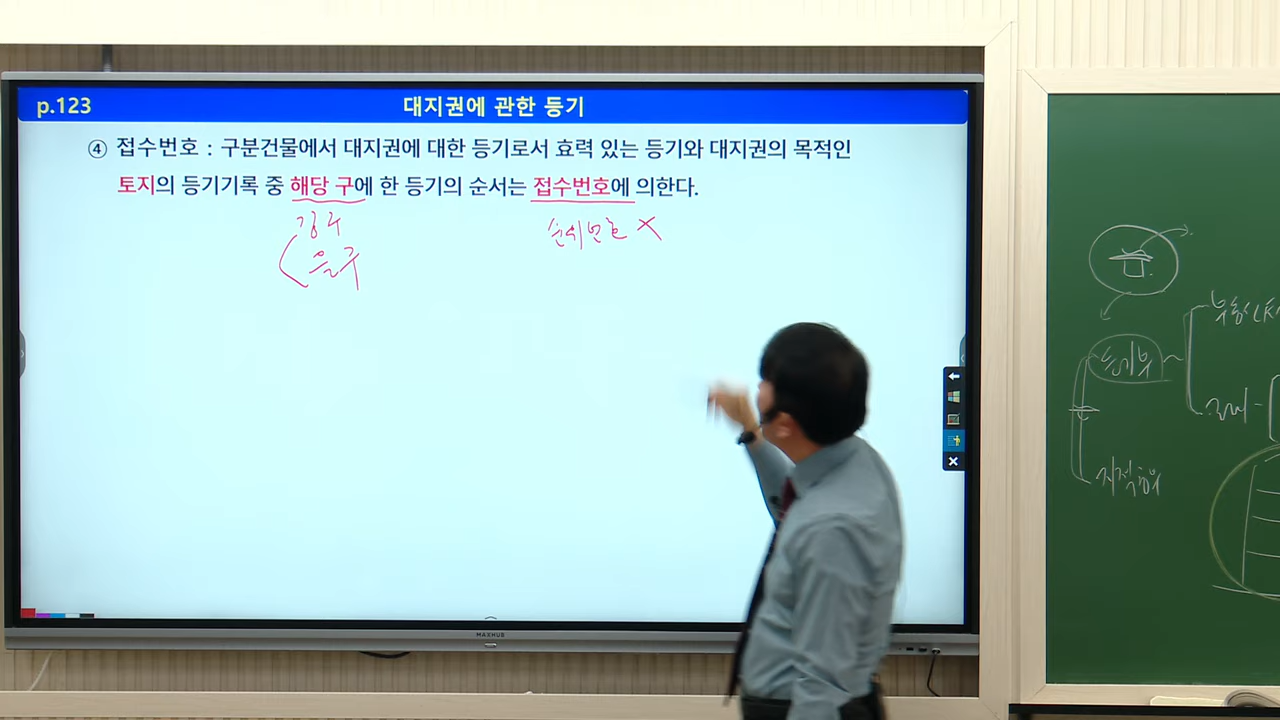 p.123
대지권에 관한 등기
④ 접수번호 : 구분건물에서 대지권에 대한 등기로서 효력 있는 등기와 대지권의 목적인
토지의 등기기록 중 해당 구에 한 등기의 순서는 접수번호에 의한다.
갑구
을구
순위번호 X
MAXHUB
등기부